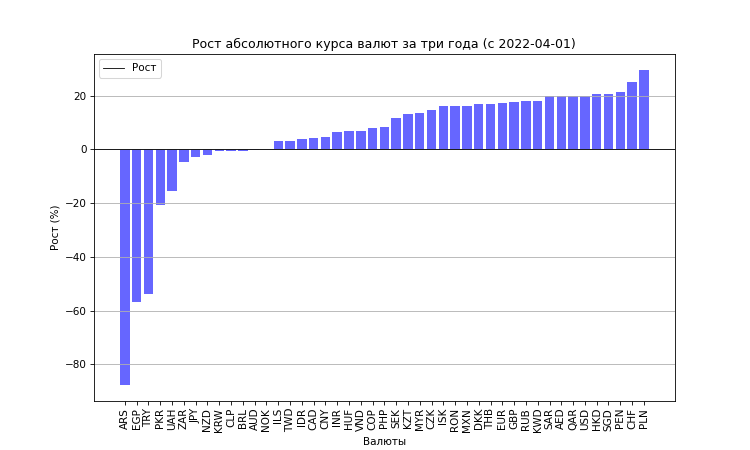 Рост абсолютного курса валют за три года (с 2022-04-01)
Рост
20
0
−20
−40
−60
−80
Рост (%)
ARS EGP TRY PKR UAH ZAR JPY NZD KRW CLP BRL AUD NOK ILS TWD IDR CAD CNY INR HUF VND COP PHP SEK KZT MYR CZK ISK RON MXN DKK THB EUR GBP RUB KWD SAR AED QAR USD HKD SGD PEN CHF PLN
Валюты